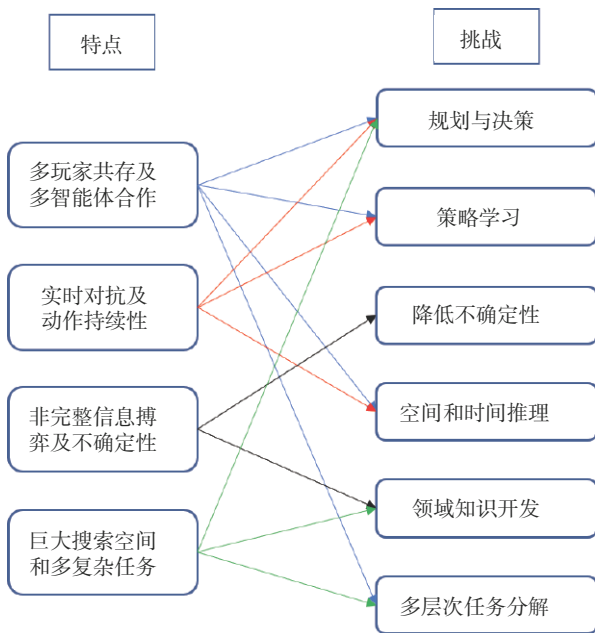 特点
挑战
多玩家共存及
多智能体合作
实时对抗及
动作持续性
非完整信息搏
弈及不确定性
巨大搜索空间
和多复杂任务
规划与决策
策略学习
降低不确定性
空间和时间推理
领域知识开发
多层次任务分解